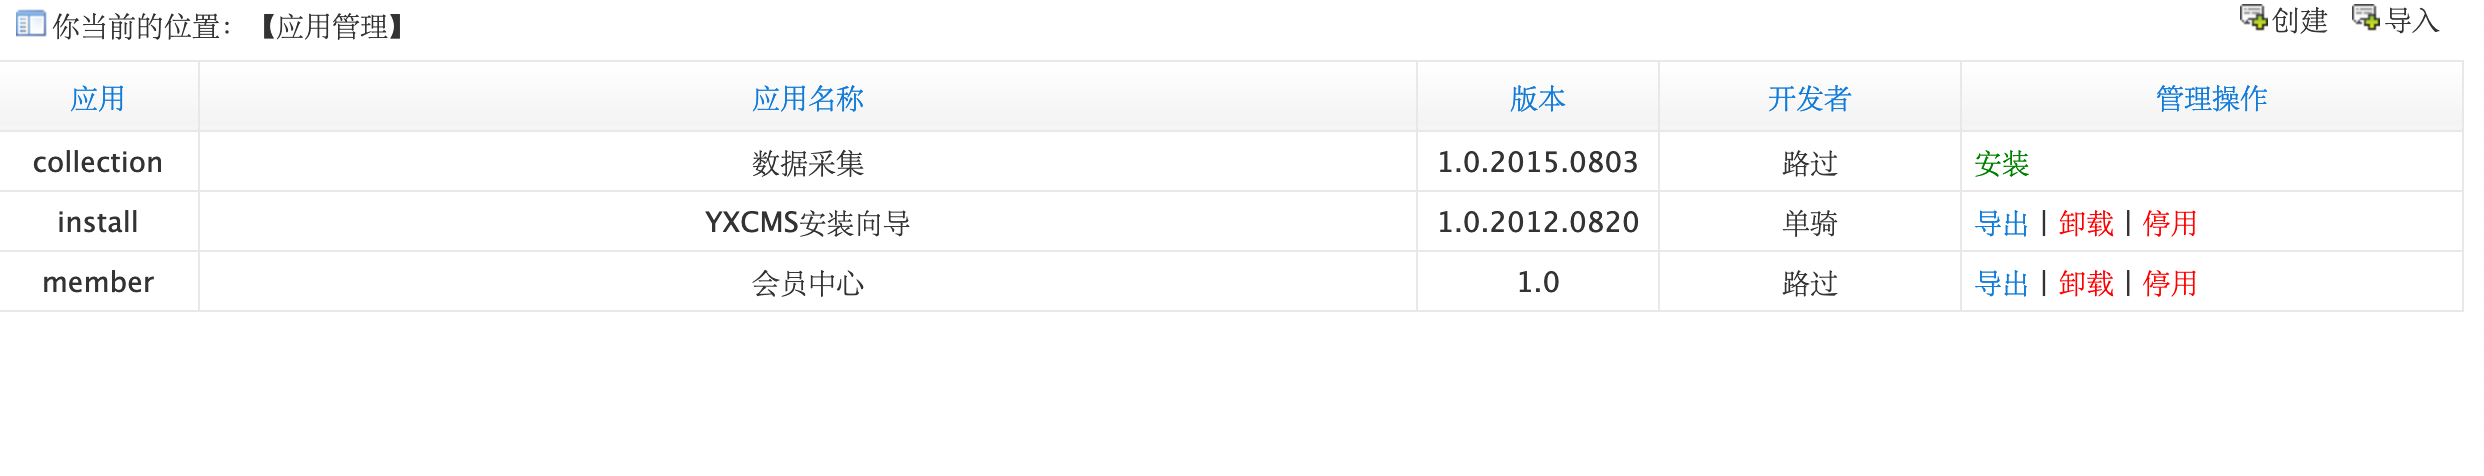 你当前的位置：【应用管理】 创建 导入
应用 应用名称 版本 开发者 管理操作
collection 数据采集 1.0.2015.0803 路过 安装
install YXCMS安装向导 1.0.2012.0820 单骑 导出 | 卸载 | 停用
member 会员中心 1.0 路过 导出 | 卸载 | 停用